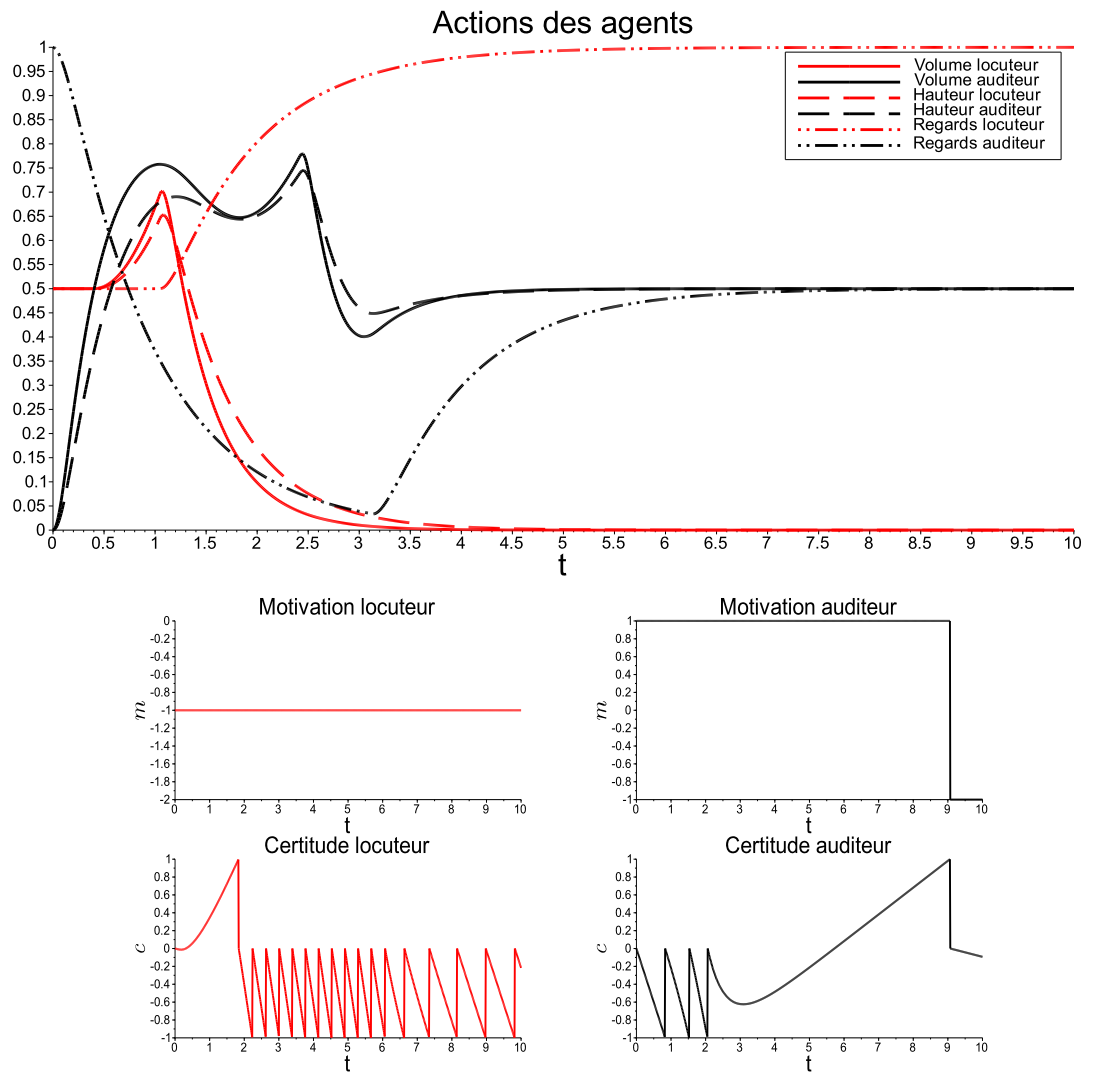 Actions des agents
1
0.95
0.9
0.85
0.8
0.75
0.7
0.65
0.6
0.55
0.5
0.45
0.4
0.35
0.3
0.25
0.2
0.15
0.1
0.05
0
Volume locuteur
Volume auditeur
Hauteur locuteur
Hauteur auditeur
Regards locuteur
Regards auditeur
0 0.5 1 1.5 2 2.5 3 3.5 4 4.5 5 5.5 6 6.5 7 7.5 8 8.5 9 9.5 10
t
Motivation locuteur
0
-0.2
-0.4
-0.6
-0.8
-1
-1.2
-1.4
-1.6
-1.8
-2
m
0 1 2 3 4 5 6 7 8 9 10
t
Motivation auditeur
1
0.8
0.6
0.4
0.2
0
-0.2
-0.4
-0.6
-0.8
-1
m
0 1 2 3 4 5 6 7 8 9 10
t
Certitude locuteur
1
0.8
0.6
0.4
0.2
0
-0.2
-0.4
-0.6
-0.8
-1
c
0 1 2 3 4 5 6 7 8 9 10
t
Certitude auditeur
1
0.8
0.6
0.4
0.2
0
-0.2
-0.4
-0.6
-0.8
-1
c
0 1 2 3 4 5 6 7 8 9 10
t